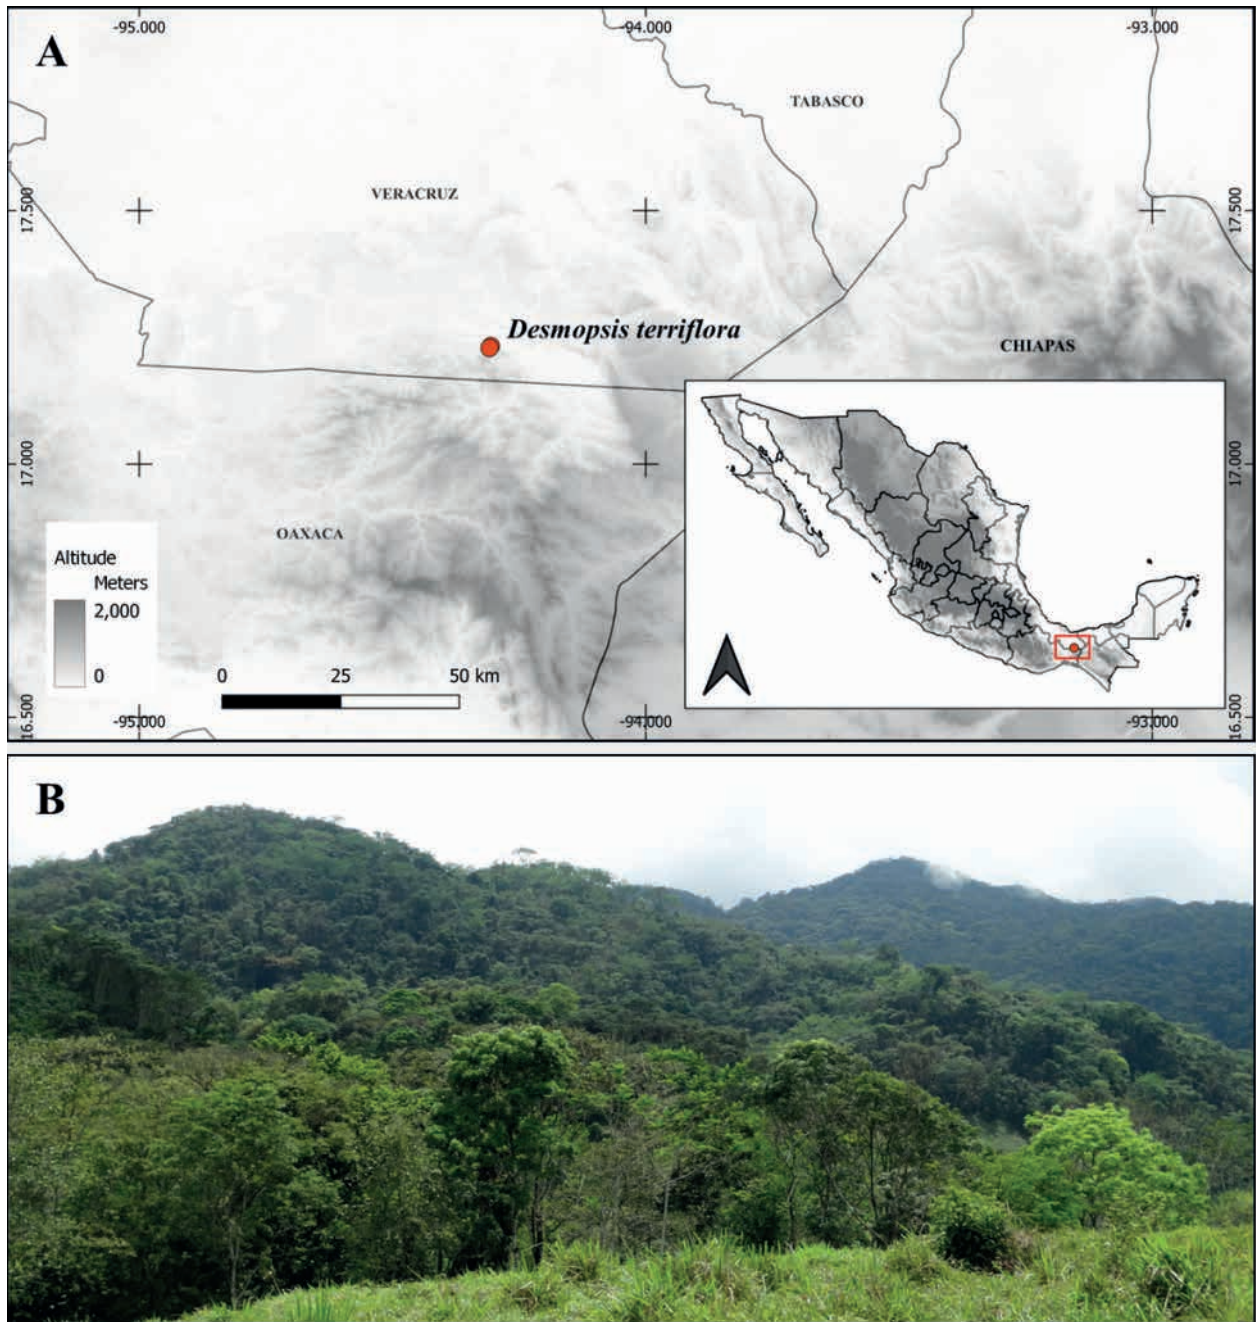 A
-95.000
-94.000
-93.000
TABASCO
VERACRUZ
17.500
17.500
Desmopsis terriflora
CHIAPAS
17.000
17.000
OAXACA
Altitude
Meters
2,000
0
0
25
50 km
16.500
16.500
-95.000
-94.000
-93.000
B